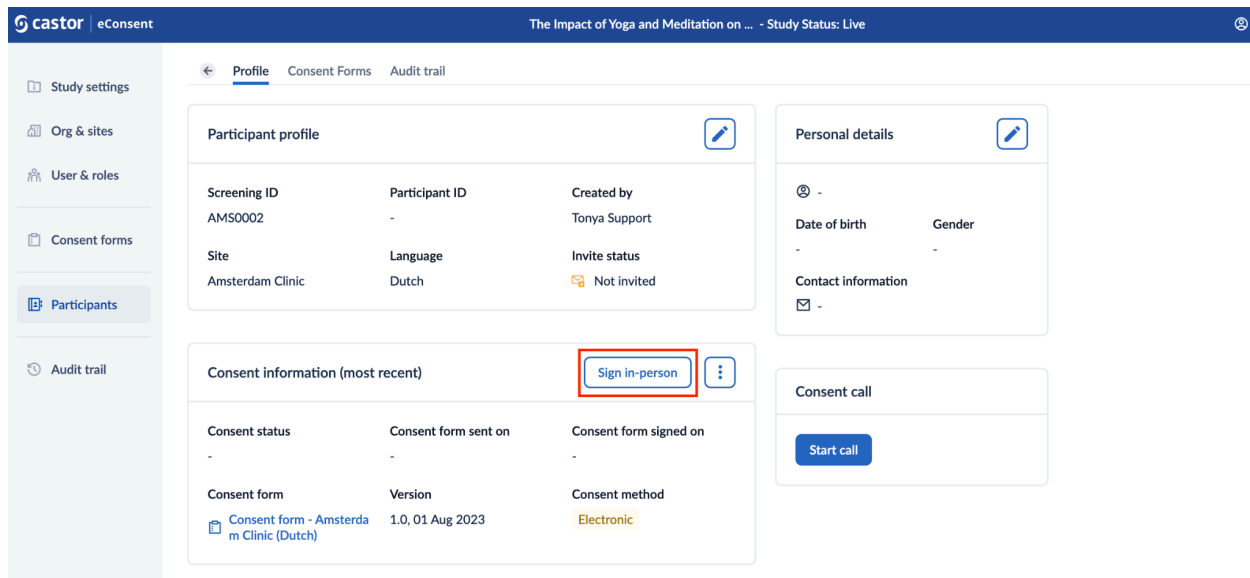 castor | eConsent
The Impact of Yoga and Meditation on ... - Study Status: Live
Study settings
Org & sites
User & roles
Consent forms
Participants
Audit trail
Profile Consent Forms Audit trail
Participant profile
Screening ID Participant ID Created by
AMS0002 - Tonya Support
Site Language Invite status
Amsterdam Clinic Dutch Not invited
Personal details
-
Date of birth Gender
- -
Contact information
-
Consent information (most recent) Sign in-person
Consent status Consent form sent on Consent form signed on
- - -
Consent form Version Consent method
Consent form - Amsterda 1.0, 01 Aug 2023 Electronic
m Clinic (Dutch)
Consent call
Start call